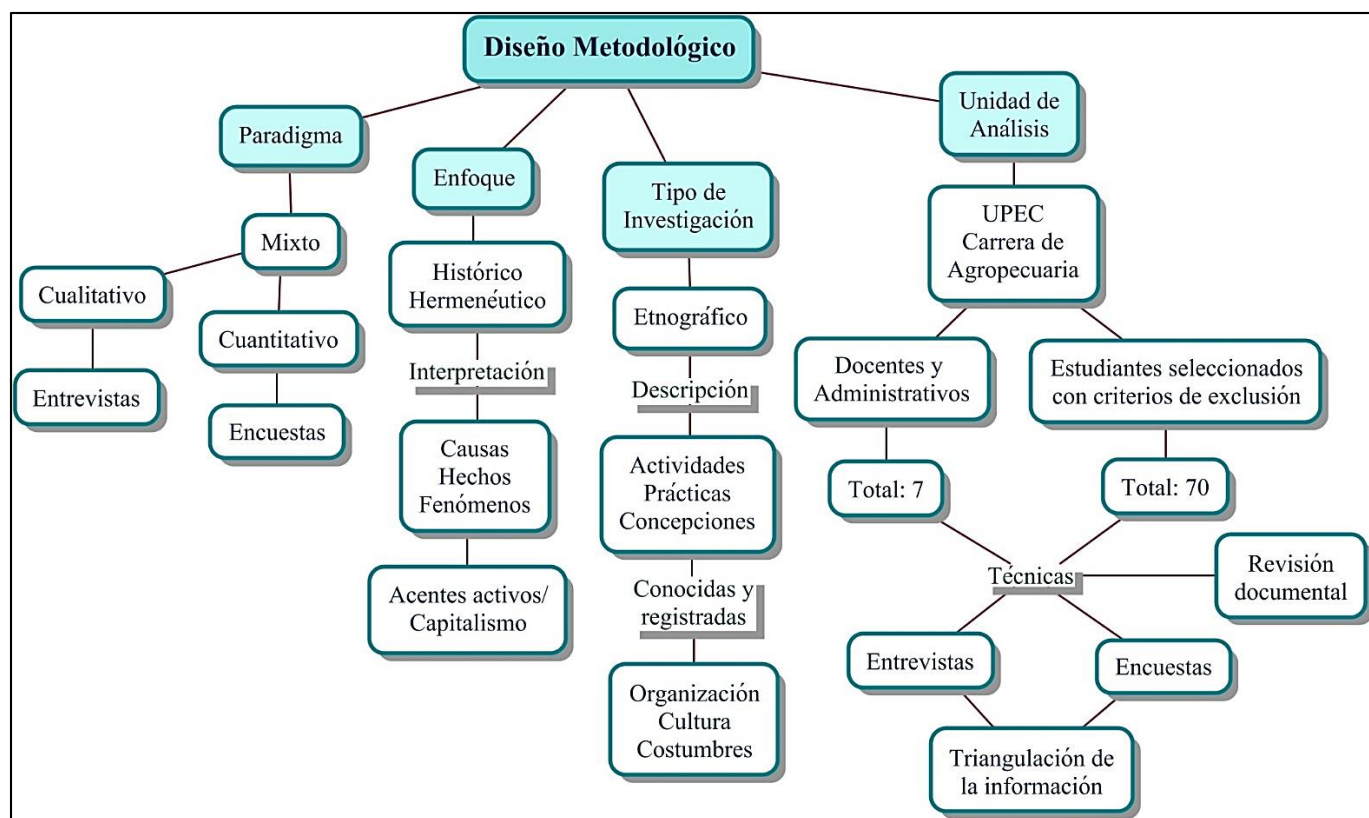 Diseño Metodológico
Paradigma
Mixto
Cualitativo
Entrevistas
Cuantitativo
Encuestas
Enfoque
Histórico
Hermenéutico
Interpretación
Causas
Hechos
Fenómenos
Acentes activos/
Capitalismo
Tipo de
Investigación
Etnográfico
Descripción
Actividades
Prácticas
Concepciones
Conocidas y
registradas
Organización
Cultura
Costumbres
Unidad de
Análisis
UPEC
Carrera de
Agropecuaria
Docentes y
Administrativos
Total: 7
Estudiantes seleccionados
con criterios de exclusión
Total: 70
Técnicas
Revisión
documental
Entrevistas
Encuestas
Triangulación de
la información